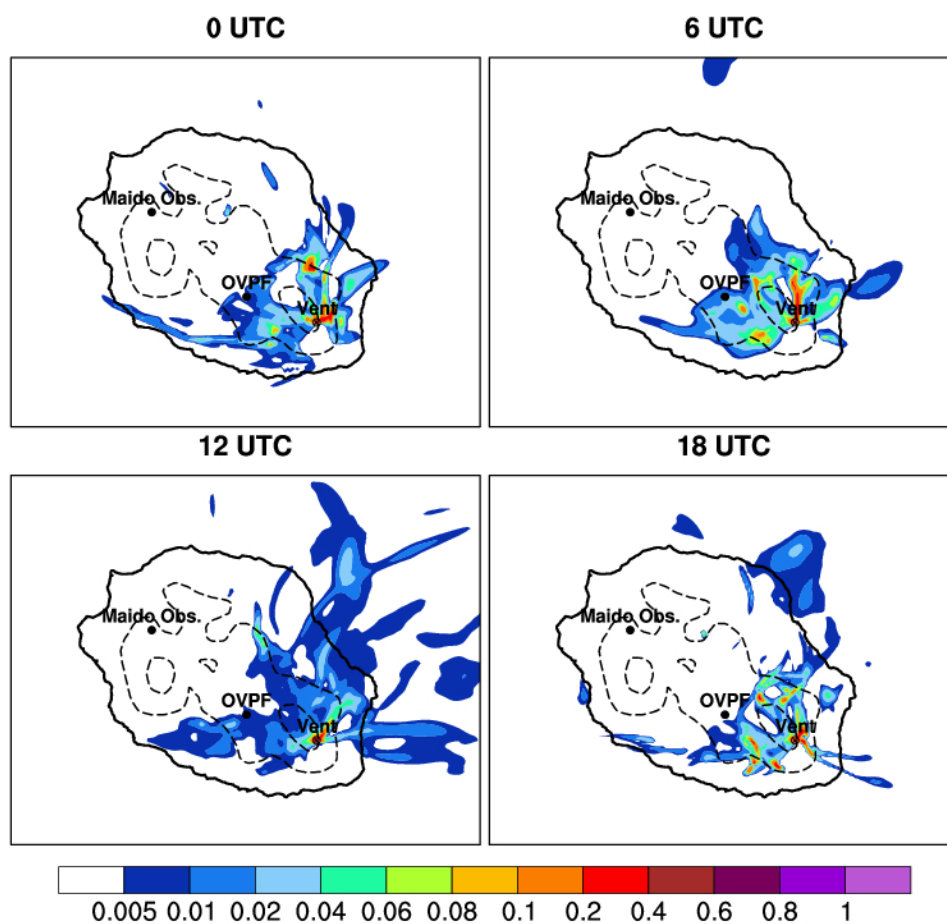 0 UTC
6 UTC
Maido Obs.
OVPF
Vent
Maido Obs.
OVPF
Vent
12 UTC
18 UTC
Maido Obs.
OVPF
Vent
Maido Obs.
OVPF
Vent
0.005 0.01 0.02 0.04 0.06 0.08 0.1 0.2 0.4 0.6 0.8 1